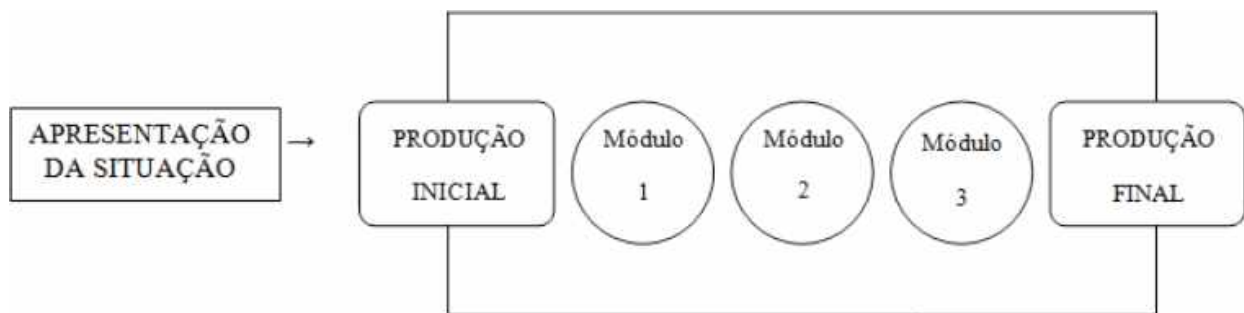 APRESENTAÇÃO
DA SITUAÇÃO
→
PRODUÇÃO
INICIAL
Módulo
1
Módulo
2
Módulo
3
PRODUÇÃO
FINAL